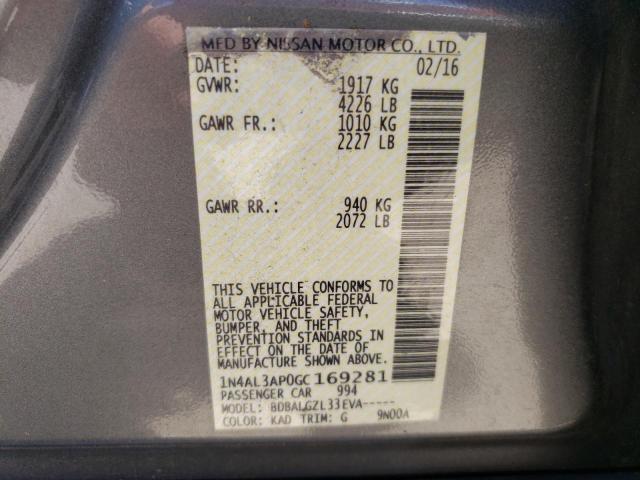 MFD BY NISSAN MOTOR CO., LTD.
DATE: 02/16
GVWR: 1917 KG
4226 LB
GAWR FR.: 1010 KG
2227 LB
GAWR RR.: 940 KG
2072 LB
THIS VEHICLE CONFORMS TO
ALL APPLICABLE FEDERAL
MOTOR VEHICLE SAFETY,
BUMPER, AND THEFT
PREVENTION STANDARDS IN
EFFECT ON THE DATE OF
MANUFACTURE SHOWN ABOVE.
1N4AL3AP0GC169281
PASSENGER CAR 994
MODEL: BDBALGZL33EVA-----
COLOR: KAD TRIM: G 9N00A